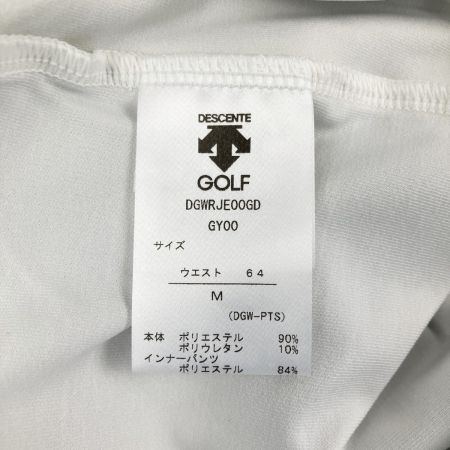 DESCENTE
GOLF
DGWRJE00GD
GY00
サイズ
ウエスト 64
M
(DGW-PTS)
本体 ポリエステル 90%
ポリウレタン 10%
インナーパンツ
ポリエステル 84%